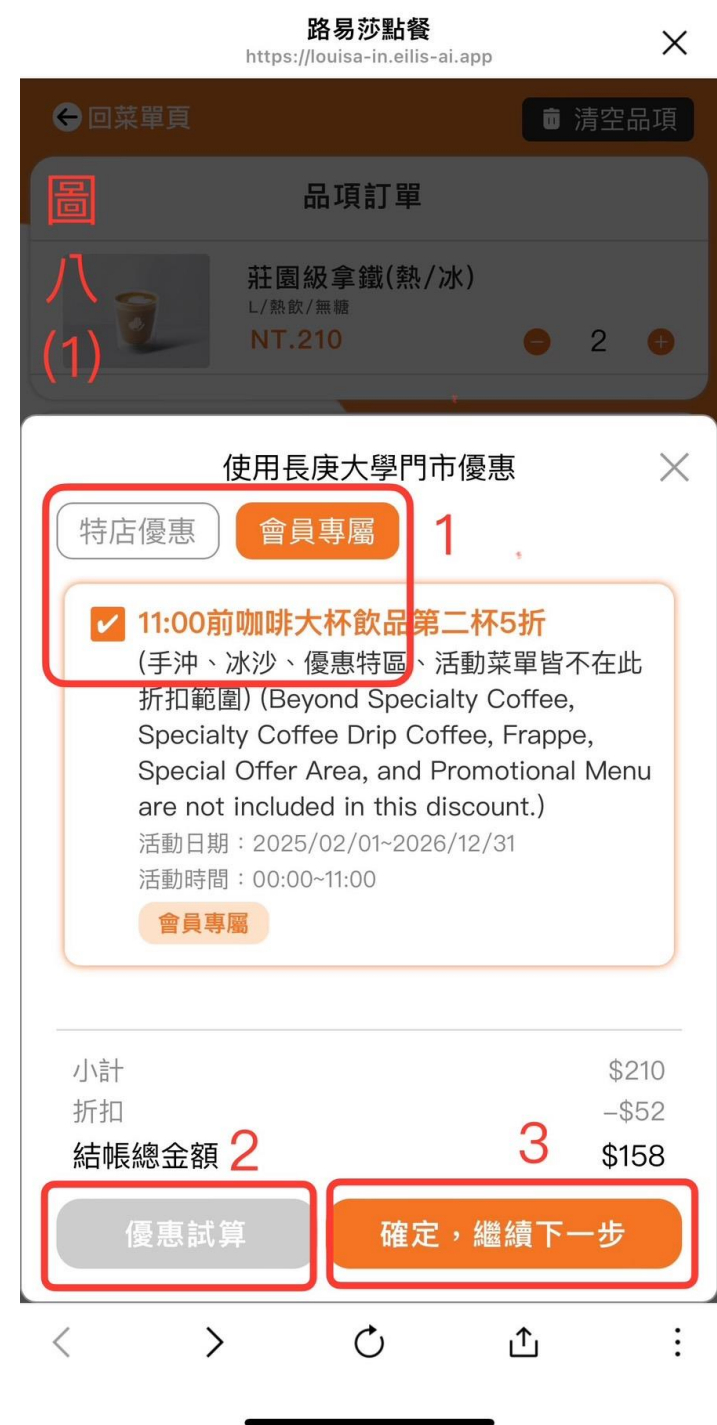 路易莎點餐
https://louisa-in.eilis-ai.app
回菜單頁
清空品項
圖
八
(1)
品項訂單
莊園級拿鐵(熱/冰)
L/熱飲/無糖
NT.210
2
使用長庚大學門市優惠
特店優惠
會員專屬
1
11:00前咖啡大杯飲品第二杯5折
(手沖、冰沙、優惠特區、活動菜單皆不在此
折扣範圍) (Beyond Specialty Coffee,
Specialty Coffee Drip Coffee, Frappe,
Special Offer Area, and Promotional Menu
are not included in this discount.)
活動日期：2025/02/01~2026/12/31
活動時間：00:00~11:00
會員專屬
小計 $210
折扣 -$52
結帳總金額 $158
2
3
優惠試算
確定，繼續下一步